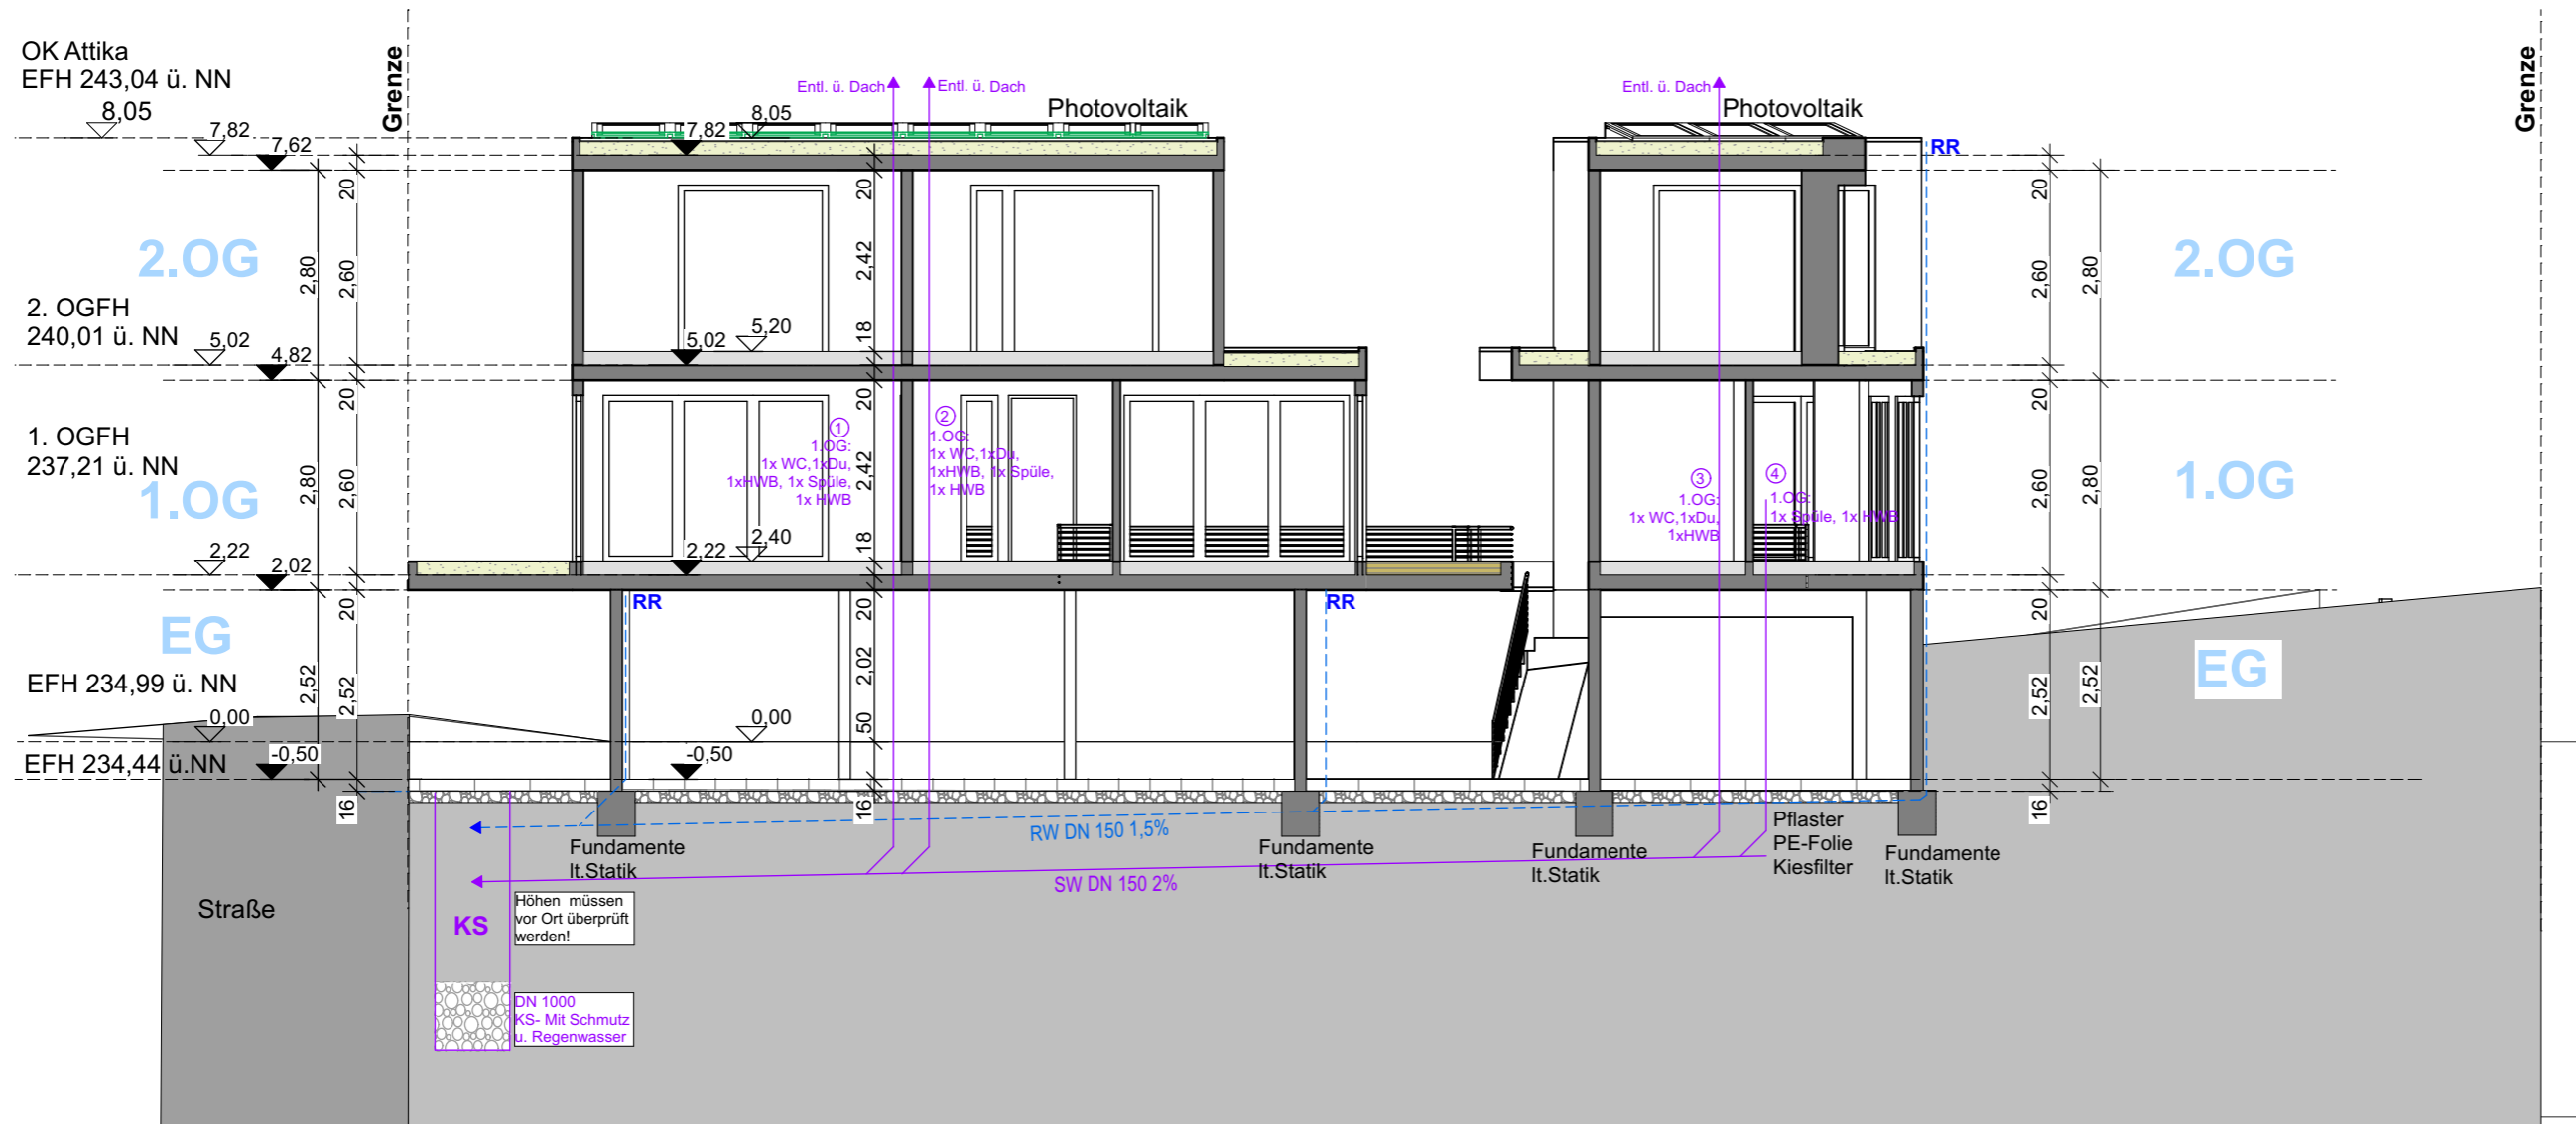 OK Attika
EFH 243,04 ü. NN
8,05
7,82
7,62
Grenze
Entl. ü. Dach
Entl. ü. Dach
8,05
7,82
Photovoltaik
Entl. ü. Dach
Photovoltaik
RR
Grenze
20
20
20
2.OG
2,80
2,60
2,42
2,60
2,80
2.OG
2. OGFH
240,01 ü. NN
5,02
4,82
5,02
5,20
18
20
20
20
1. OGFH
237,21 ü. NN
1.OG
2,80
2,60
2,42
2,60
2,80
1.OG
1
1.OG:
1x WC,1xDu,
1xHWB, 1x Spüle,
1x HWB
2
1.OG:
1x WC,1xDu,
1xHWB, 1x Spüle,
1x HWB
3
1.OG:
1x WC,1xDu,
1xHWB
4
1.OG:
1x Spüle, 1x HWB
2,22
2,02
2,22
2,40
18
20
20
20
RR
RR
EG
EG
2,52
2,52
2,02
2,52
2,52
EFH 234,99 ü. NN
0,00
0,00
50
EFH 234,44 ü.NN
-0,50
-0,50
16
16
16
RW DN 150 1,5%
SW DN 150 2%
Fundamente
lt.Statik
Fundamente
lt.Statik
Fundamente
lt.Statik
Pflaster
PE-Folie
Kiesfilter
Fundamente
lt.Statik
Straße
KS
Höhen müssen
vor Ort überprüft
werden!
DN 1000
KS- Mit Schmutz
u. Regenwasser